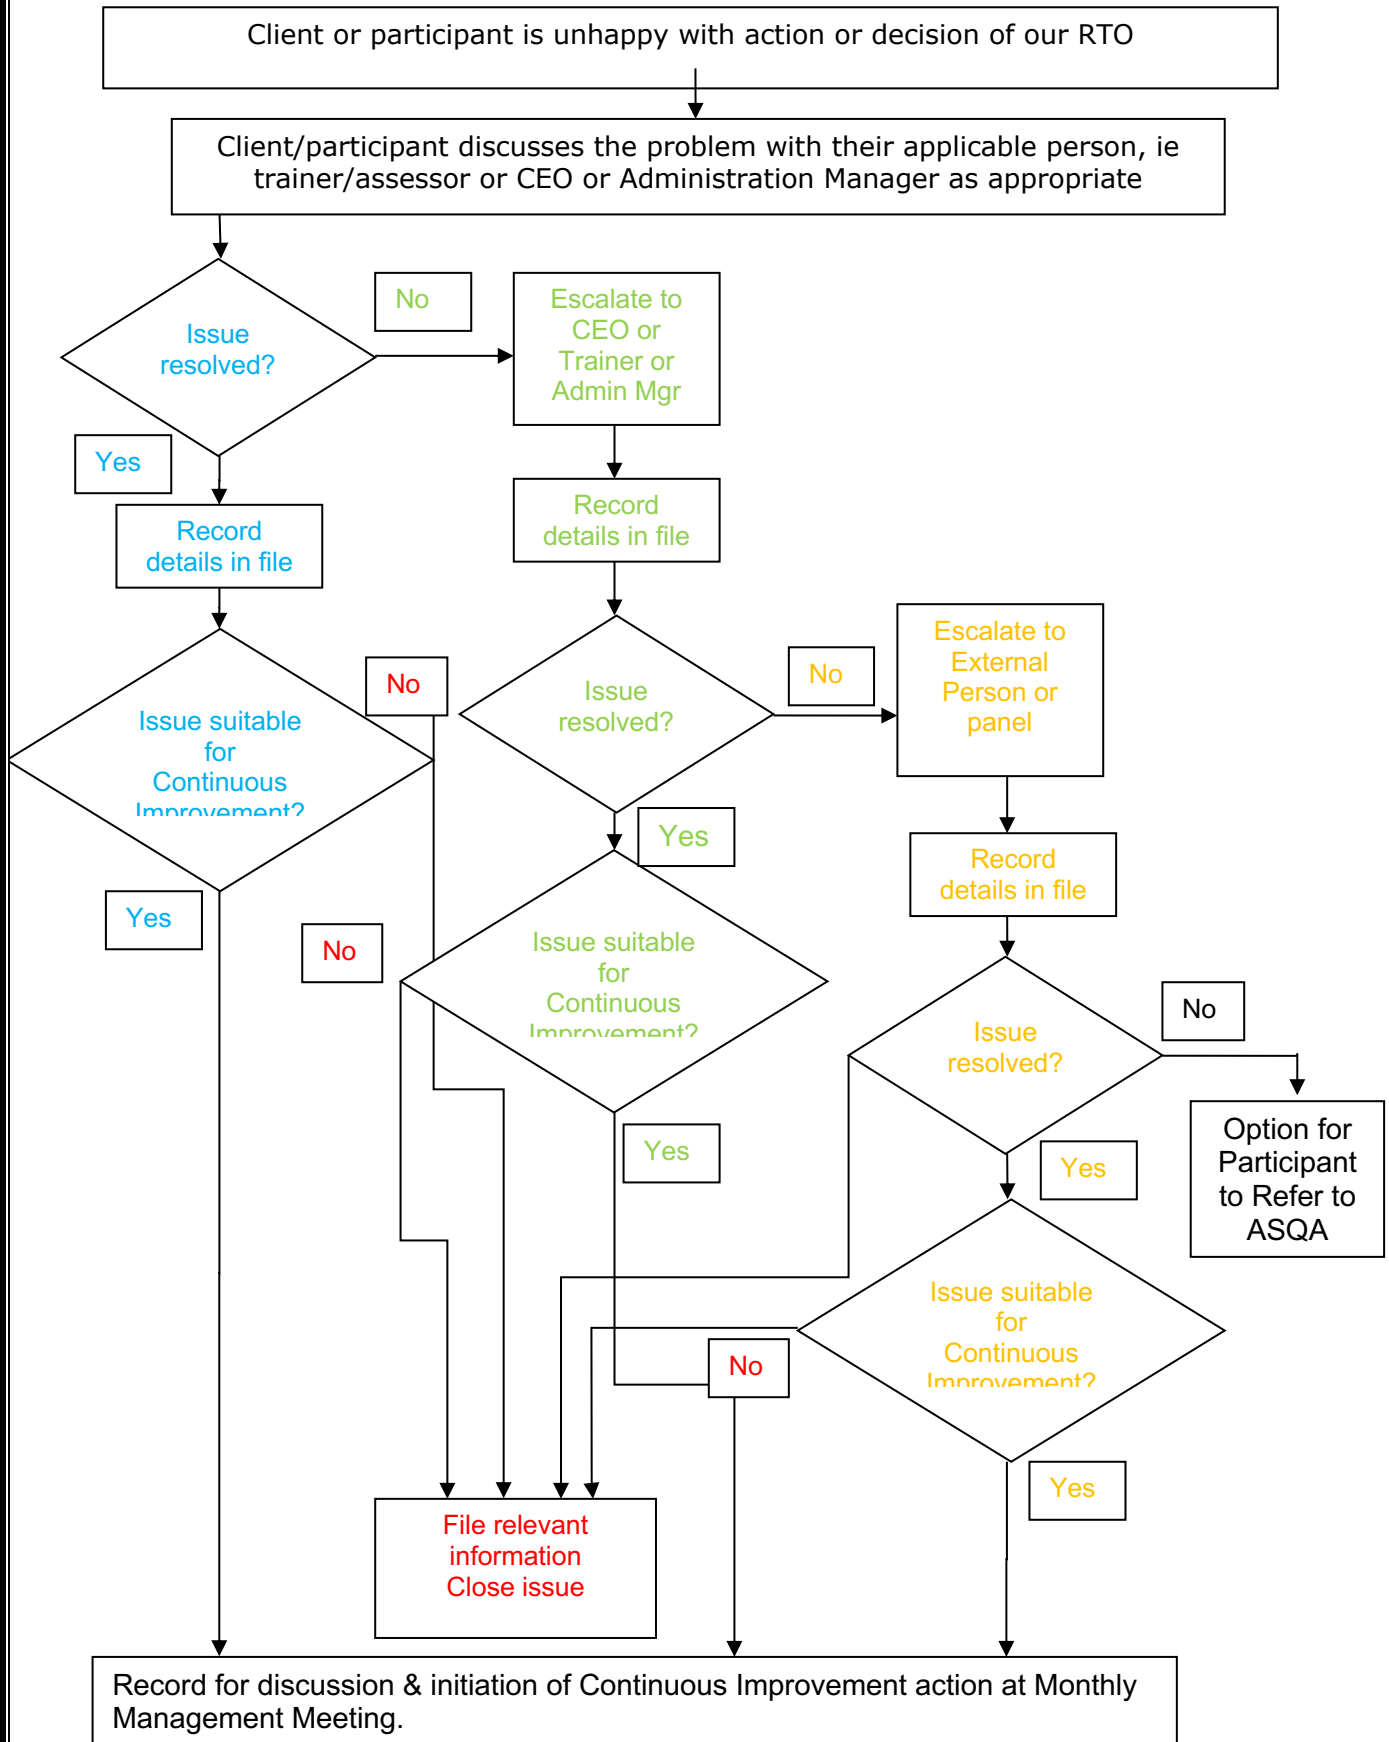 Client or participant is unhappy with action or decision of our RTO
Client/participant discusses the problem with their applicable person, ie
trainer/assessor or CEO or Administration Manager as appropriate
No
Escalate to
CEO or
Trainer or
Admin Mgr
Issue
resolved?
Yes
Record
details in file
Record
details in file
Escalate to
External
Person or
panel
No
No
Issue
resolved?
Issue suitable
for
Continuous
Improvement?
Yes
Record
details in file
Yes
No
Issue suitable
for
Continuous
Improvement?
No
Issue
resolved?
Yes
Yes
Option for
Participant
to Refer to
ASQA
Issue suitable
for
Continuous
Improvement?
No
Yes
File relevant
information
Close issue
Record for discussion & initiation of Continuous Improvement action at Monthly
Management Meeting.